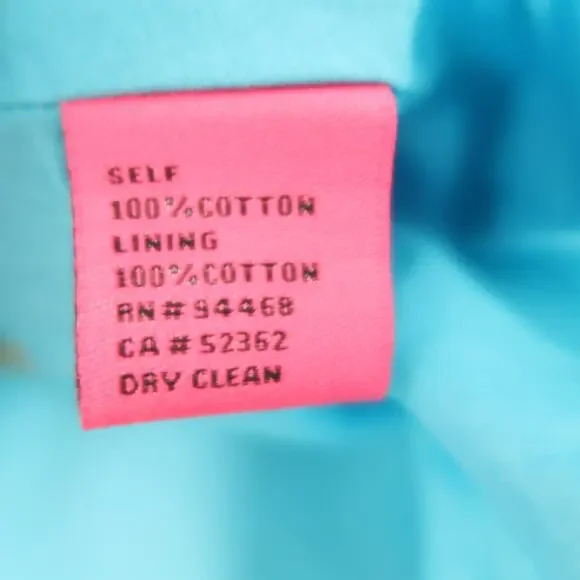 SELF
100%COTTON
LINING
100%COTTON
RN# 94468
CA# 52362
DRY CLEAN